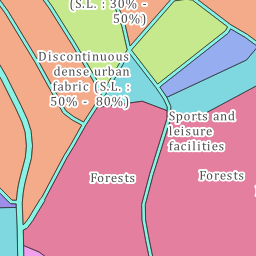 (S.L. : 30% -
50%)
Discontinuous
dense urban
fabric (S.L. :
50% - 80%)
Sports and
leisure
facilities
Forests
Forests